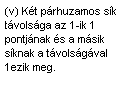 (v) Két párhuzamos sík
távolsága az 1-ik 1
pontjának és a másik
síknak a távolságával
1ezik meg.